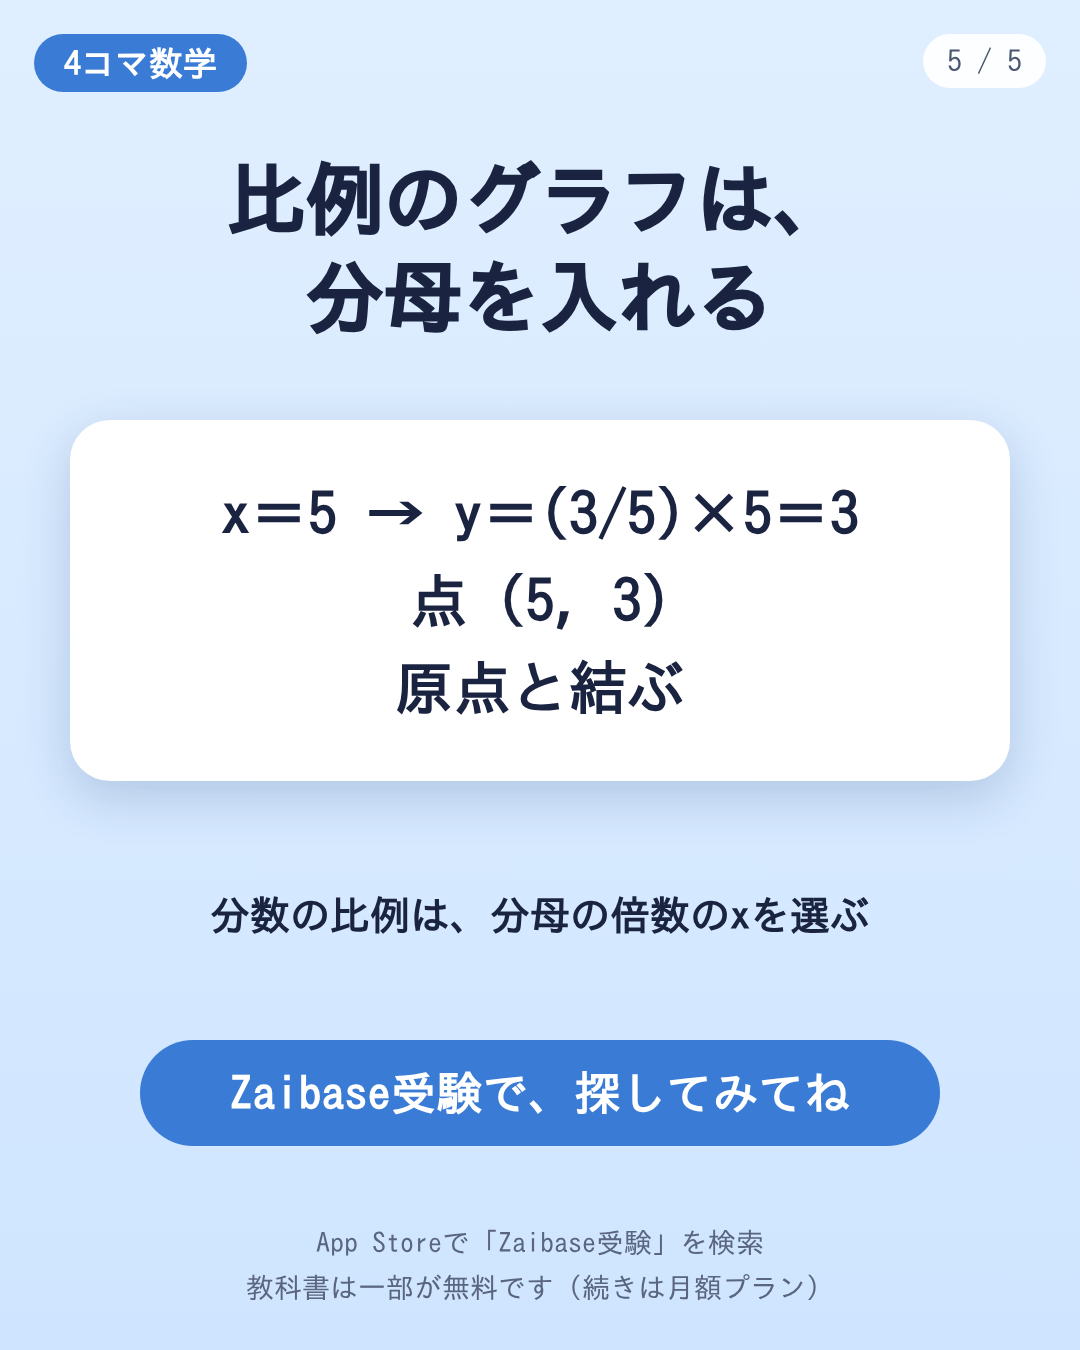 4コマ数学
5 / 5
比例のグラフは、
分母を入れる
x＝5 → y＝(3/5)×5＝3
点 (5, 3)
原点と結ぶ
分数の比例は、分母の倍数のxを選ぶ
Zaibase受験で、探してみてね
App Storeで「Zaibase受験」を検索
教科書は一部が無料です（続きは月額プラン）